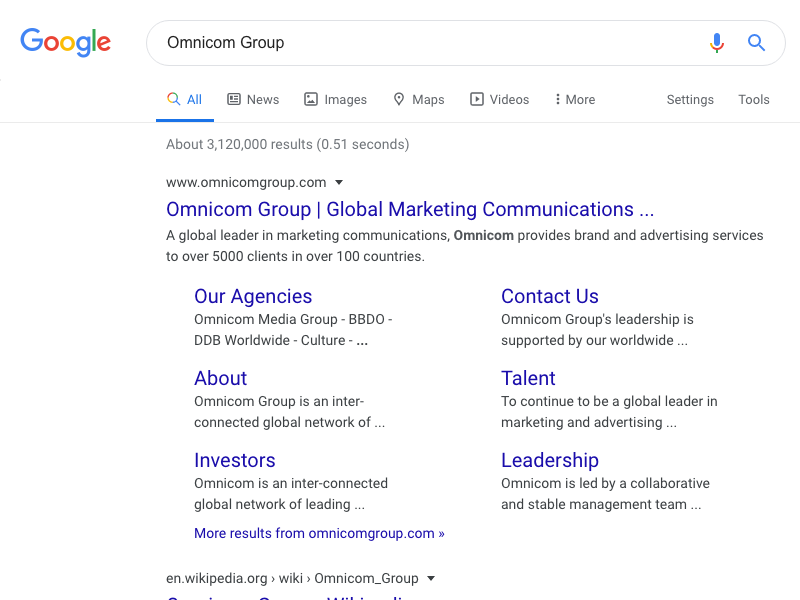 Google
Omnicom Group
All News Images Maps Videos More Settings Tools
About 3,120,000 results (0.51 seconds)
www.omnicomgroup.com
Omnicom Group | Global Marketing Communications ...
A global leader in marketing communications, Omnicom provides brand and advertising services
to over 5000 clients in over 100 countries.
Our Agencies
Omnicom Media Group - BBDO -
DDB Worldwide - Culture - ...
Contact Us
Omnicom Group's leadership is
supported by our worldwide ...
About
Omnicom Group is an inter-
connected global network of ...
Talent
To continue to be a global leader in
marketing and advertising ...
Investors
Omnicom is an inter-connected
global network of leading ...
Leadership
Omnicom is led by a collaborative
and stable management team ...
More results from omnicomgroup.com »
en.wikipedia.org › wiki › Omnicom_Group